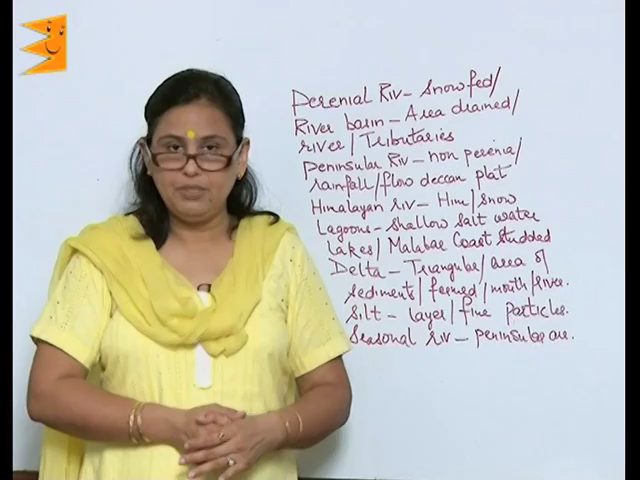 Perenial Riv - snowfed/
River basin - Area drained/
river/Tributaries
Peninsular Riv - non perenia/
rainfall/flow deccan plat
Himalayan riv - Him/snow
Lagoons - shallow salt water
Lakes/Malabar Coast studded
Delta - Triangular/area of
sediments/formed/mouth/river.
Silt - layer/fine particles.
Seasonal riv - peninsular are.